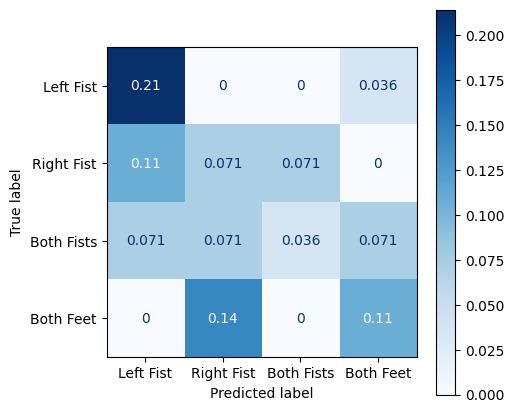 True label
Left Fist 0.21 0 0 0.036
Right Fist 0.11 0.071 0.071 0
Both Fists 0.071 0.071 0.036 0.071
Both Feet 0 0.14 0 0.11
Left Fist Right Fist Both Fists Both Feet
Predicted label
0.200
0.175
0.150
0.125
0.100
0.075
0.050
0.025
0.000